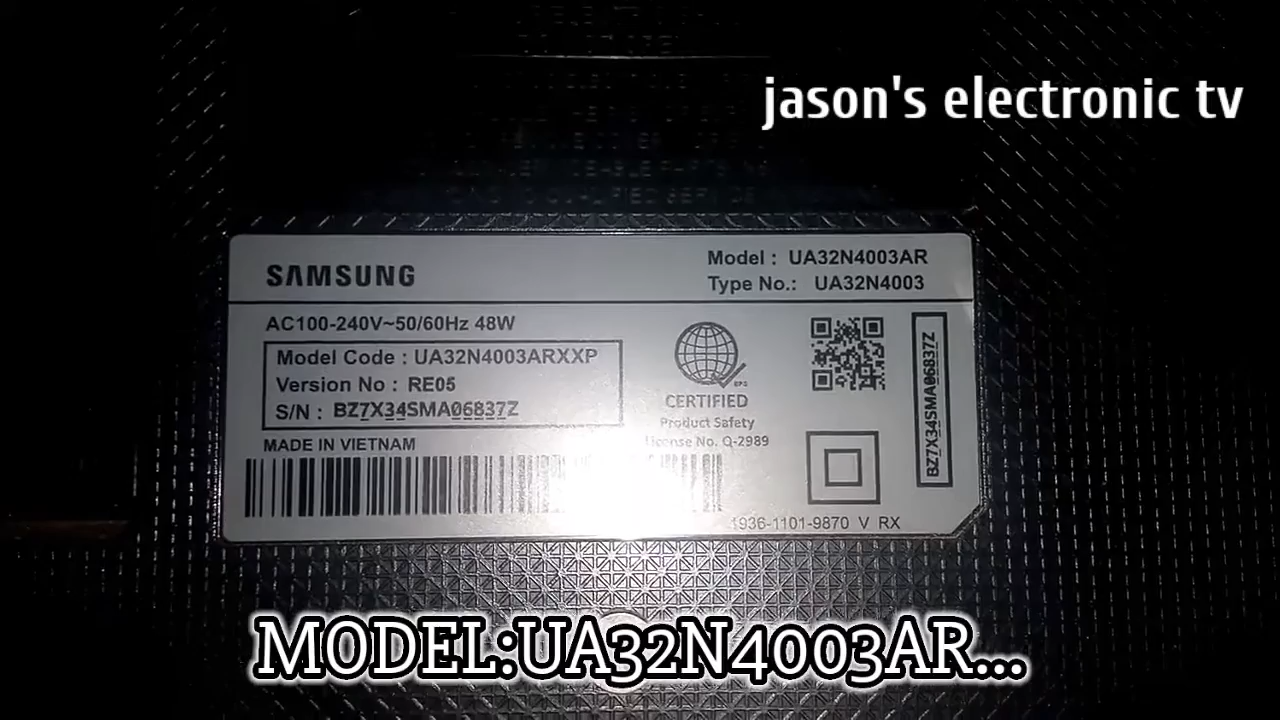 jason's electronic tv
SAMSUNG
Model : UA32N4003AR
Type No.: UA32N4003
AC100-240V~50/60Hz 48W
Model Code : UA32N4003ARXXP
Version No : RE05
S/N : BZ7X34SMA06837Z
MADE IN VIETNAM
CERTIFIED
Product Safety
License No. Q-2989
BZ7X34SMA06837Z
1936-1101-9870 V RX
MODEL:UA32N4003AR...